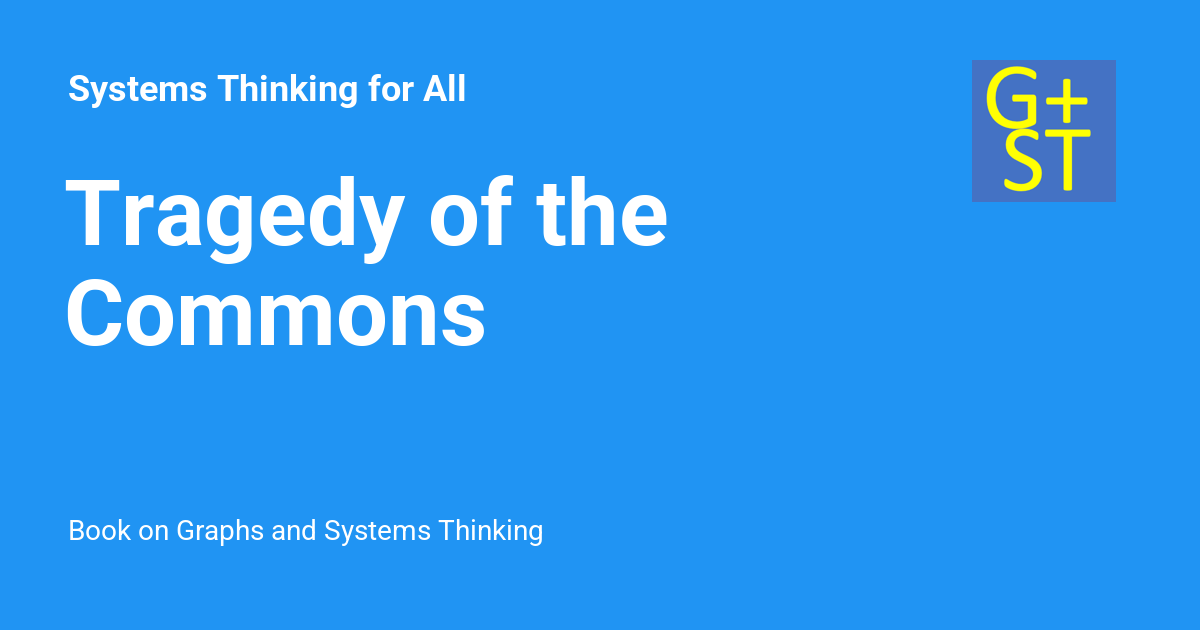 Systems Thinking for All
G+
ST
Tragedy of the
Commons
Book on Graphs and Systems Thinking